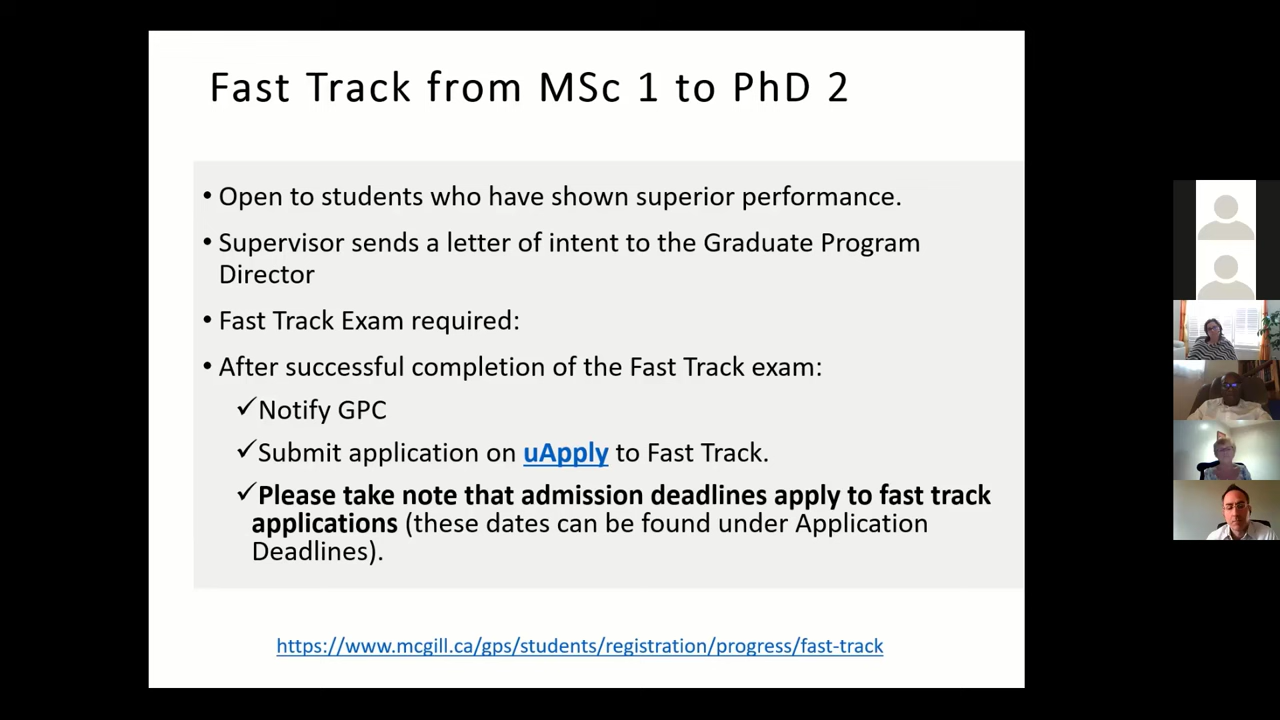 Fast Track from MSc 1 to PhD 2
• Open to students who have shown superior performance.
• Supervisor sends a letter of intent to the Graduate Program
Director
• Fast Track Exam required:
• After successful completion of the Fast Track exam:
✓Notify GPC
✓Submit application on uApply to Fast Track.
✓Please take note that admission deadlines apply to fast track
applications (these dates can be found under Application
Deadlines).
https://www.mcgill.ca/gps/students/registration/progress/fast-track